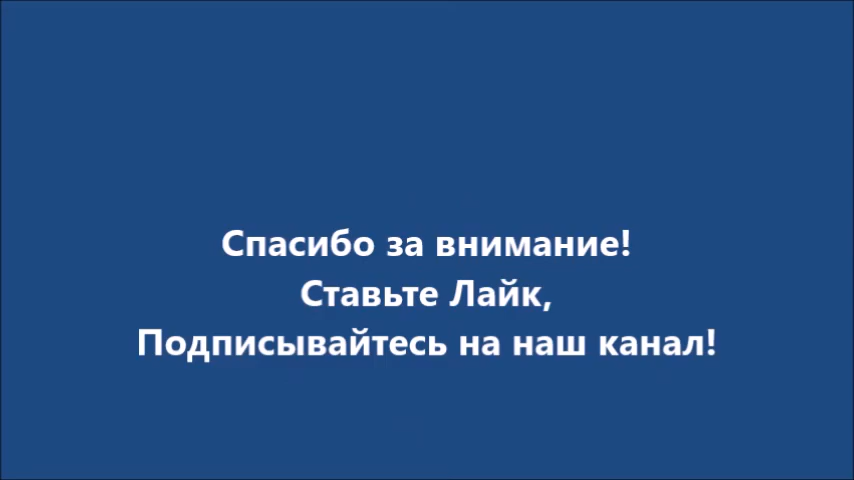 Спасибо за внимание!
Ставьте Лайк,
Подписывайтесь на наш канал!